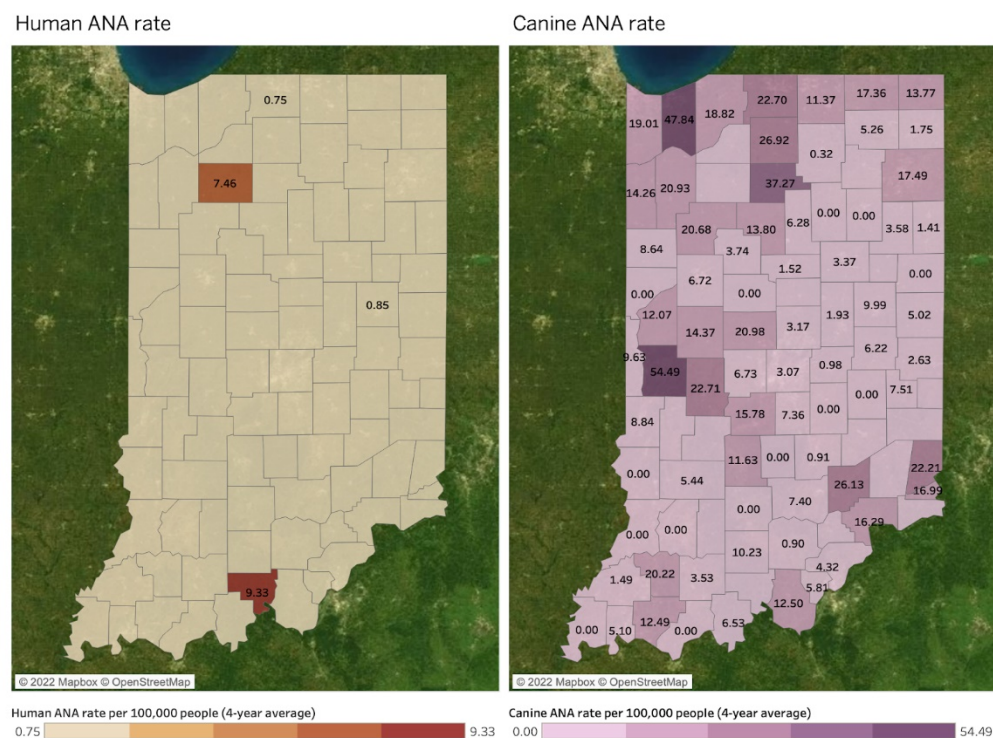 Human ANA rate
0.75
7.46
0.85
9.33
© 2022 Mapbox © OpenStreetMap
Human ANA rate per 100,000 people (4-year average)
0.75 9.33
Canine ANA rate
22.70 11.37 17.36 13.77
19.01 47.84 18.82
26.92 5.26 1.75
0.32
37.27 17.49
14.26 20.93
6.28 0.00 0.00
20.68 13.80 3.58 1.41
8.64 3.74
1.52 3.37
6.72 0.00
0.00 0.00
12.07 1.93 9.99 5.02
14.37 20.98 3.17
9.63 6.22 2.63
54.49 6.73 3.07 0.98
22.71 0.00 7.51
8.84 15.78 7.36 0.00
11.63 0.00 0.91
0.00 22.21
5.44 26.13 16.99
0.00 7.40
0.00 0.00 16.29
10.23 0.90
4.32
1.49 20.22 3.53 5.81
12.50
0.00 5.10 12.49 0.00 6.53
© 2022 Mapbox © OpenStreetMap
Canine ANA rate per 100,000 people (4-year average)
0.00 54.49